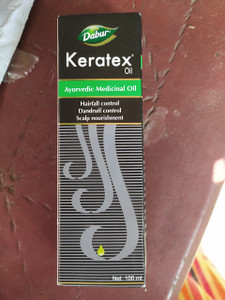 Dabur
Keratex®
Oil
Ayurvedic Medicinal Oil
Hairfall control
Dandruff control
Scalp nourishment
Net: 100 ml